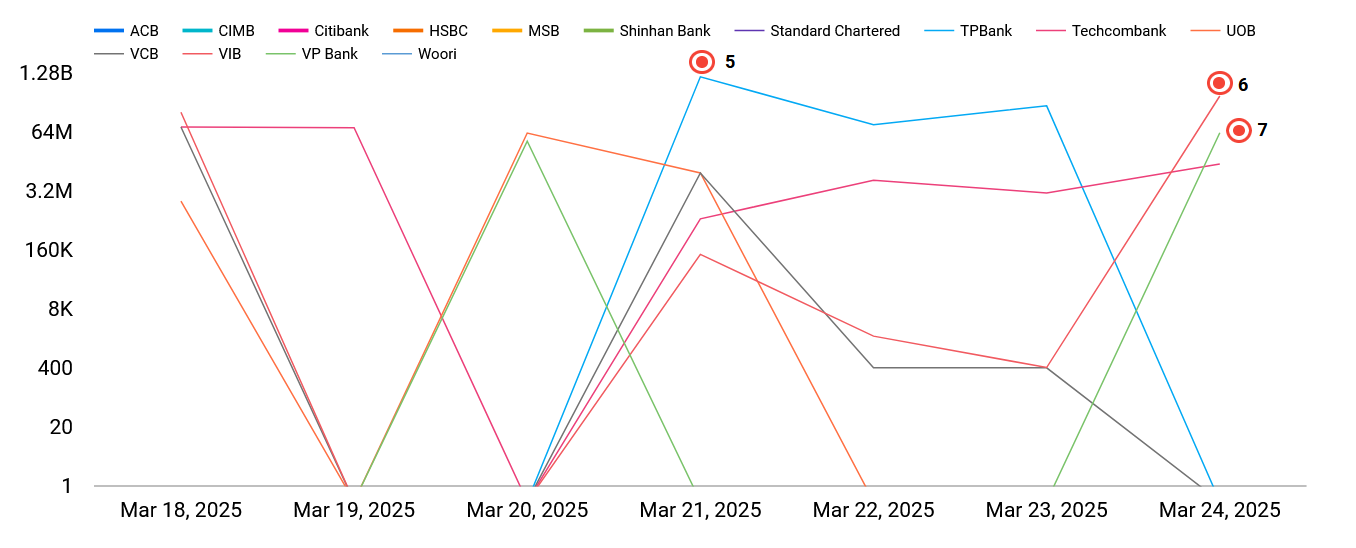 ACB CIMB Citibank HSBC MSB Shinhan Bank Standard Chartered TPBank Techcombank UOB
VCB VIB VP Bank Woori
5
1.28B
6
64M
7
3.2M
160K
8K
400
20
1
Mar 18, 2025 Mar 19, 2025 Mar 20, 2025 Mar 21, 2025 Mar 22, 2025 Mar 23, 2025 Mar 24, 2025